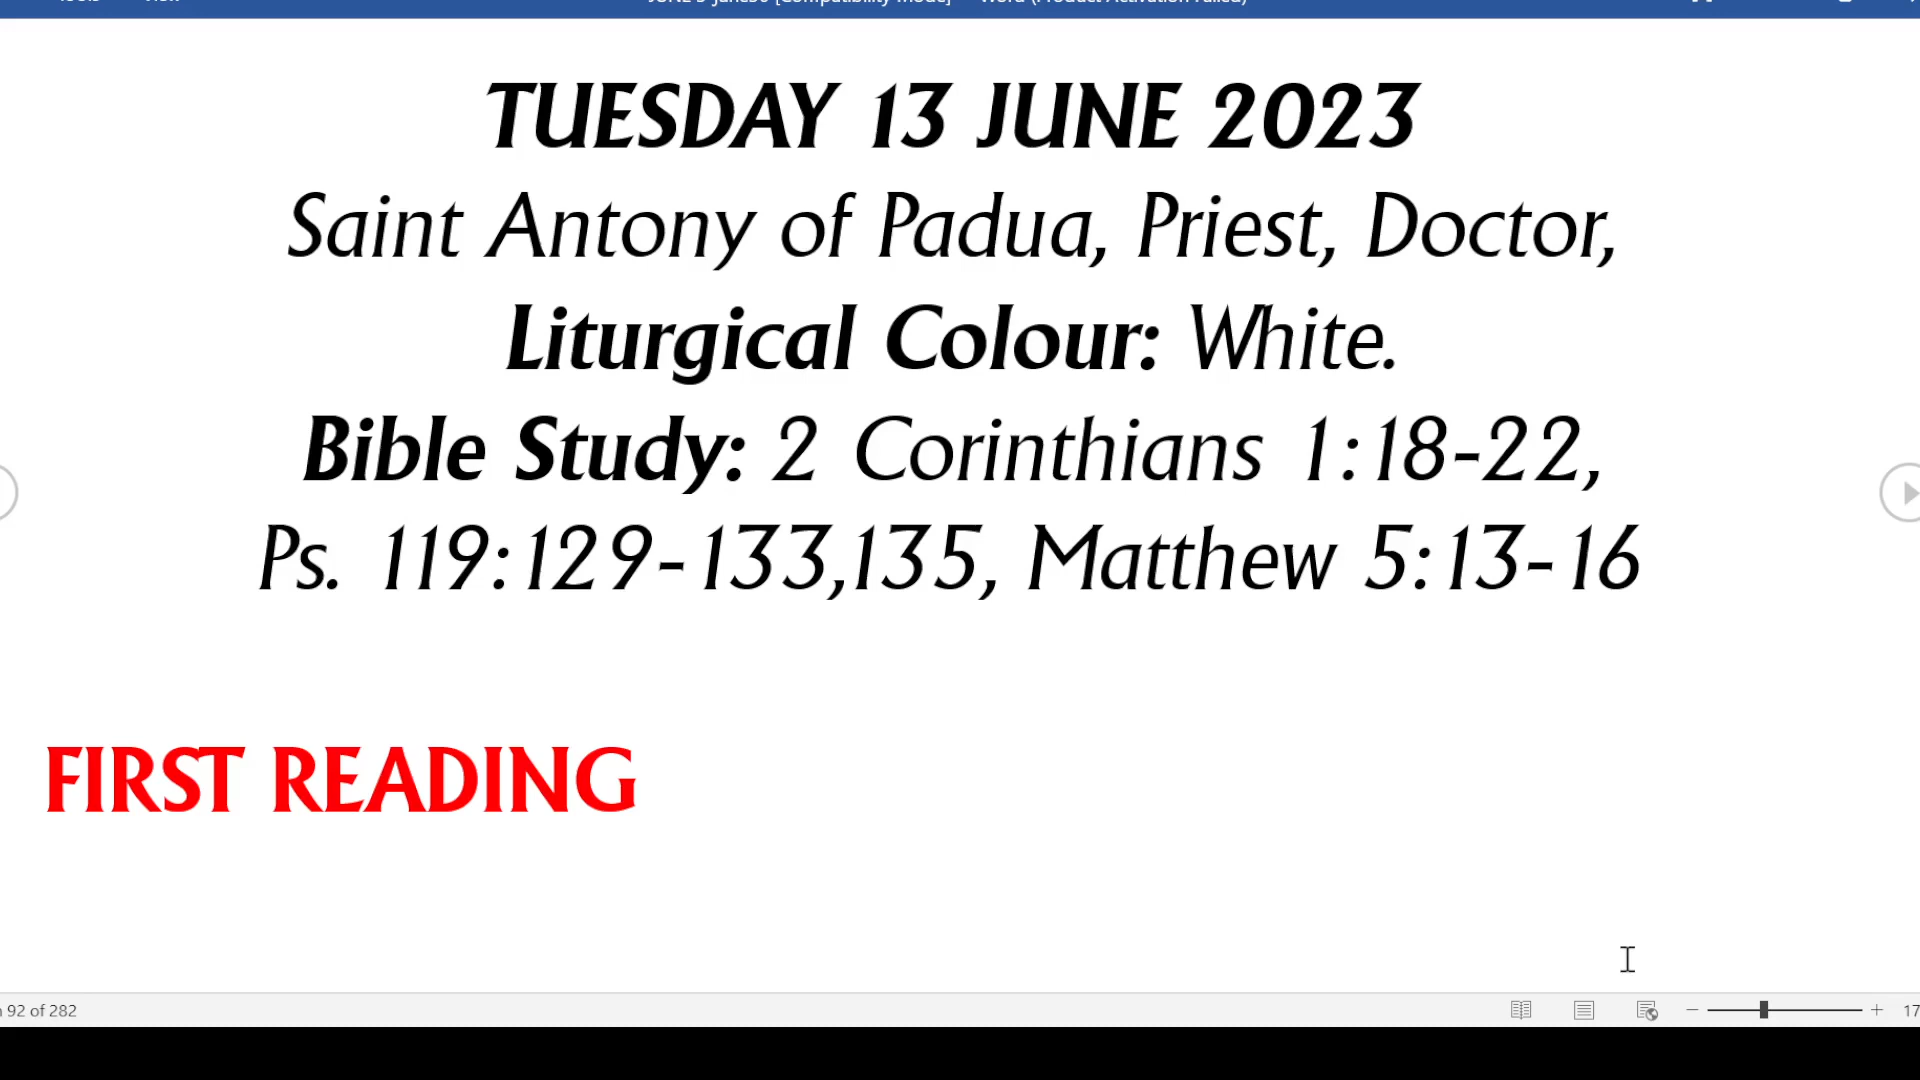 TUESDAY 13 JUNE 2023
Saint Antony of Padua, Priest, Doctor,
Liturgical Colour: White.
Bible Study: 2 Corinthians 1:18-22,
Ps. 119:129-133,135, Matthew 5:13-16
FIRST READING
92 of 282